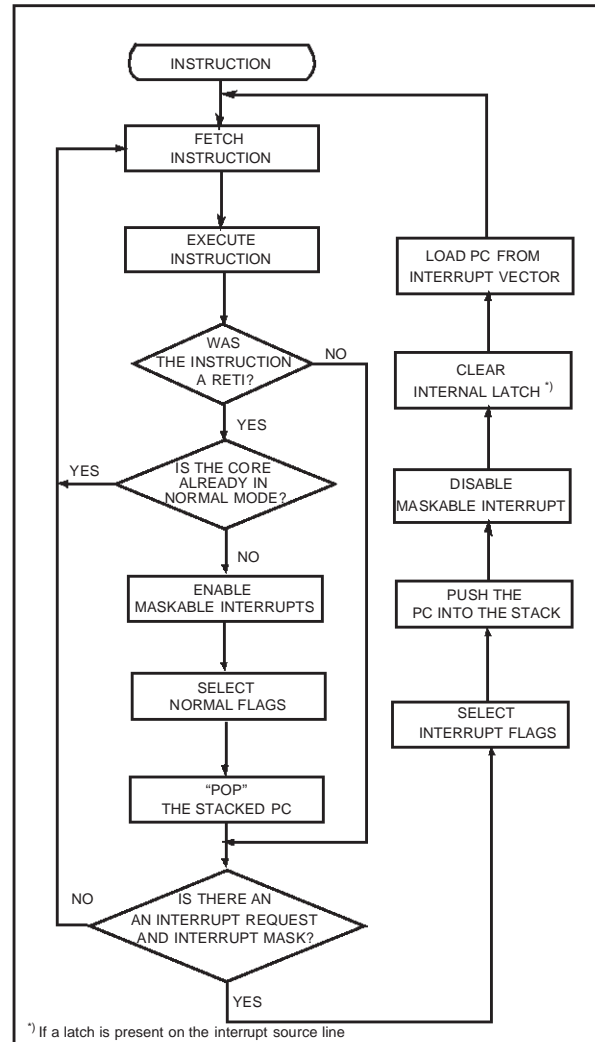 INSTRUCTION
FETCH
INSTRUCTION
EXECUTE
INSTRUCTION
WAS
THE INSTRUCTION
A RETI?
NO
YES
IS THE CORE
ALREADY IN
NORMAL MODE?
YES
NO
ENABLE
MASKABLE INTERRUPTS
SELECT
NORMAL FLAGS
“POP”
THE STACKED PC
IS THERE AN
AN INTERRUPT REQUEST
AND INTERRUPT MASK?
NO
YES
SELECT
INTERRUPT FLAGS
PUSH THE
PC INTO THE STACK
DISABLE
MASKABLE INTERRUPT
CLEAR
INTERNAL LATCH *)
LOAD PC FROM
INTERRUPT VECTOR
*) If a latch is present on the interrupt source line